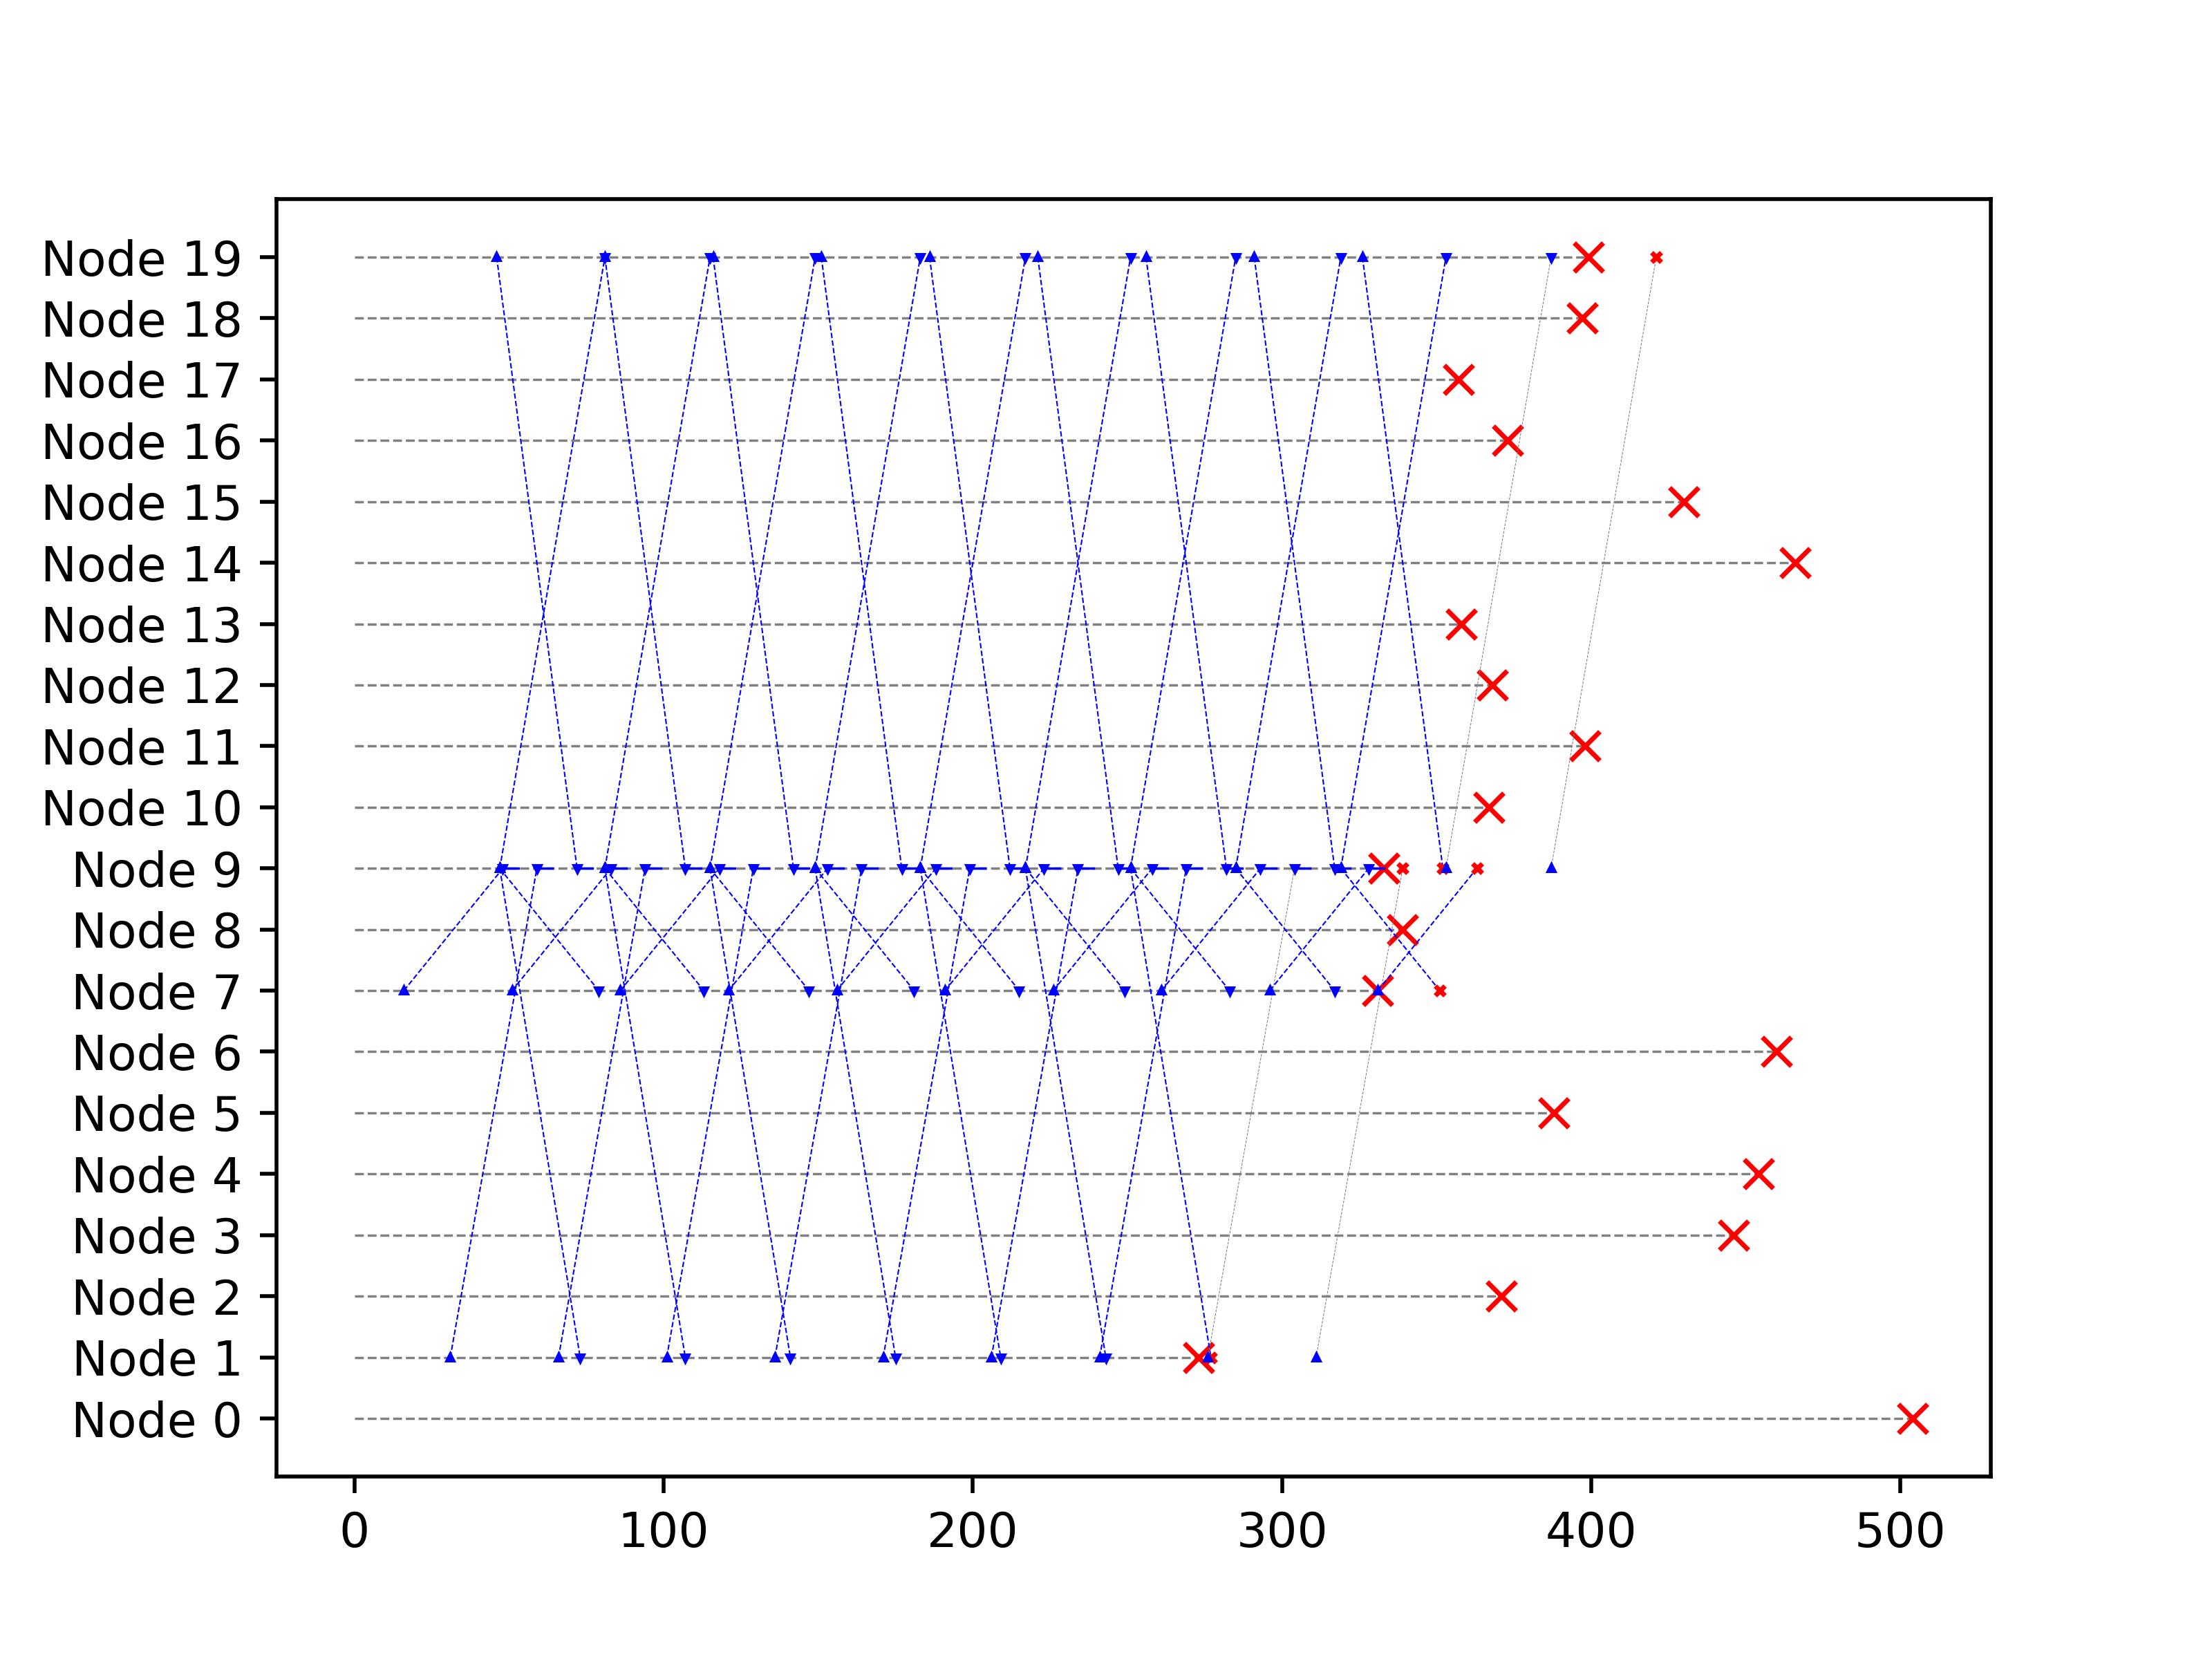 Node 19
Node 18
Node 17
Node 16
Node 15
Node 14
Node 13
Node 12
Node 11
Node 10
Node 9
Node 8
Node 7
Node 6
Node 5
Node 4
Node 3
Node 2
Node 1
Node 0
0 100 200 300 400 500